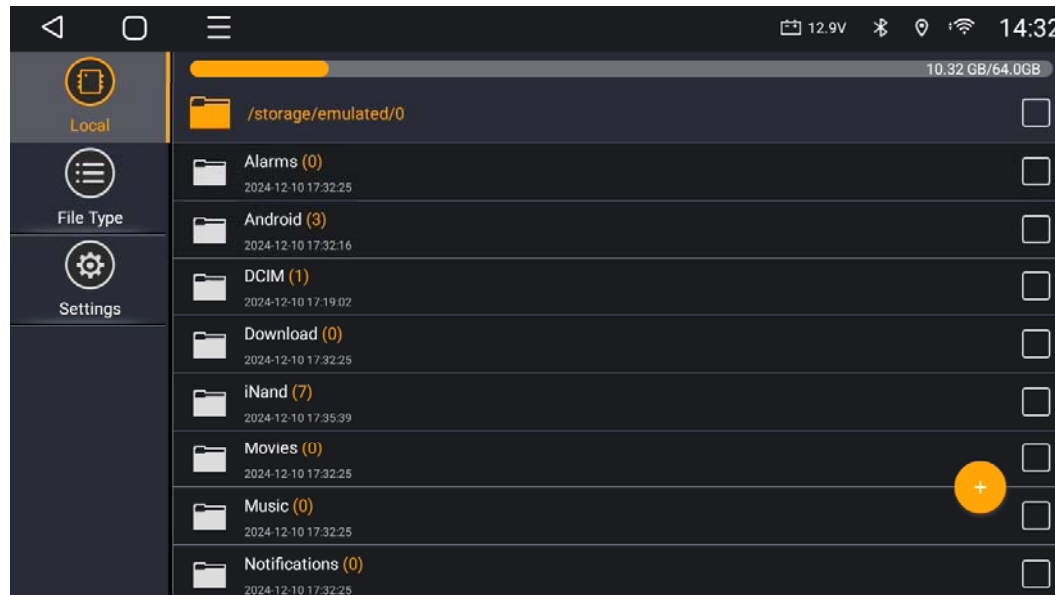 12.9V
14:32
Local
File Type
Settings
10.32 GB/64.0GB
/storage/emulated/0
Alarms (0)
2024-12-10 17:32:25
Android (3)
2024-12-10 17:32:16
DCIM (1)
2024-12-10 17:19:02
Download (0)
2024-12-10 17:32:25
iNand (7)
2024-12-10 17:35:39
Movies (0)
2024-12-10 17:32:25
Music (0)
2024-12-10 17:32:25
Notifications (0)
2024-12-10 17:32:25